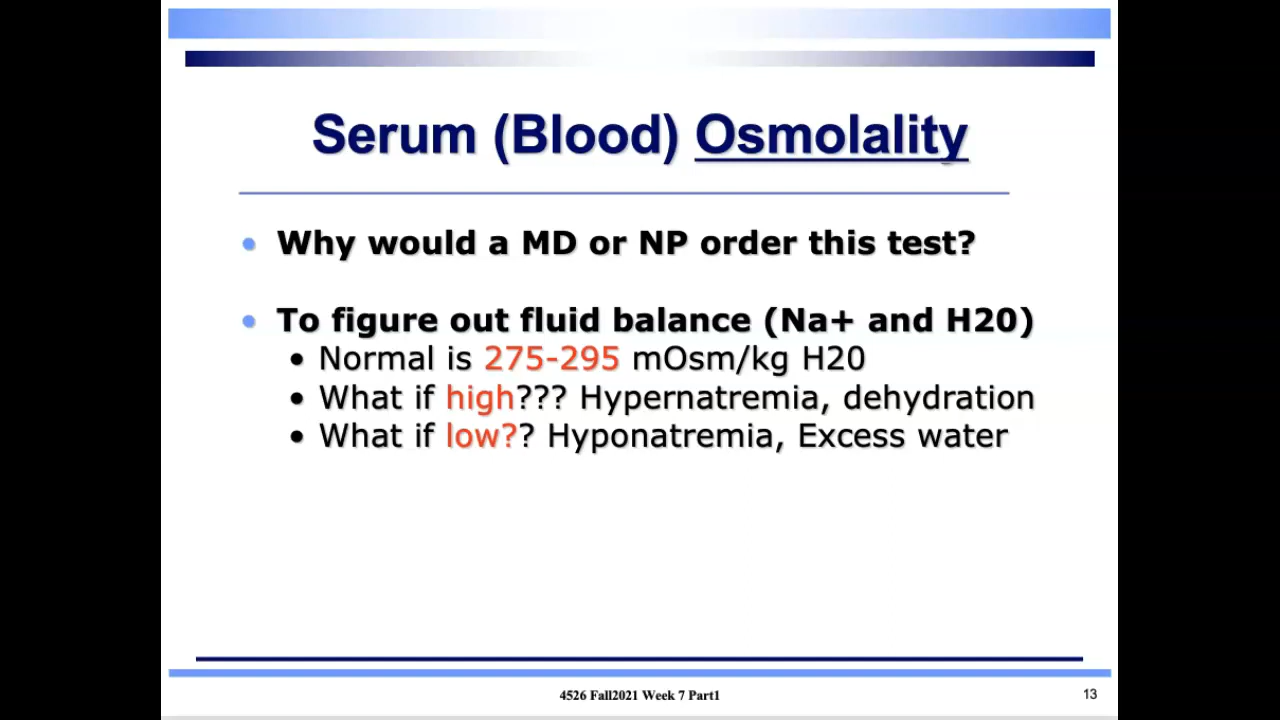 Serum (Blood) Osmolality
• Why would a MD or NP order this test?
• To figure out fluid balance (Na+ and H20)
• Normal is 275-295 mOsm/kg H20
• What if high??? Hypernatremia, dehydration
• What if low?? Hyponatremia, Excess water
4526 Fall2021 Week 7 Part1
13